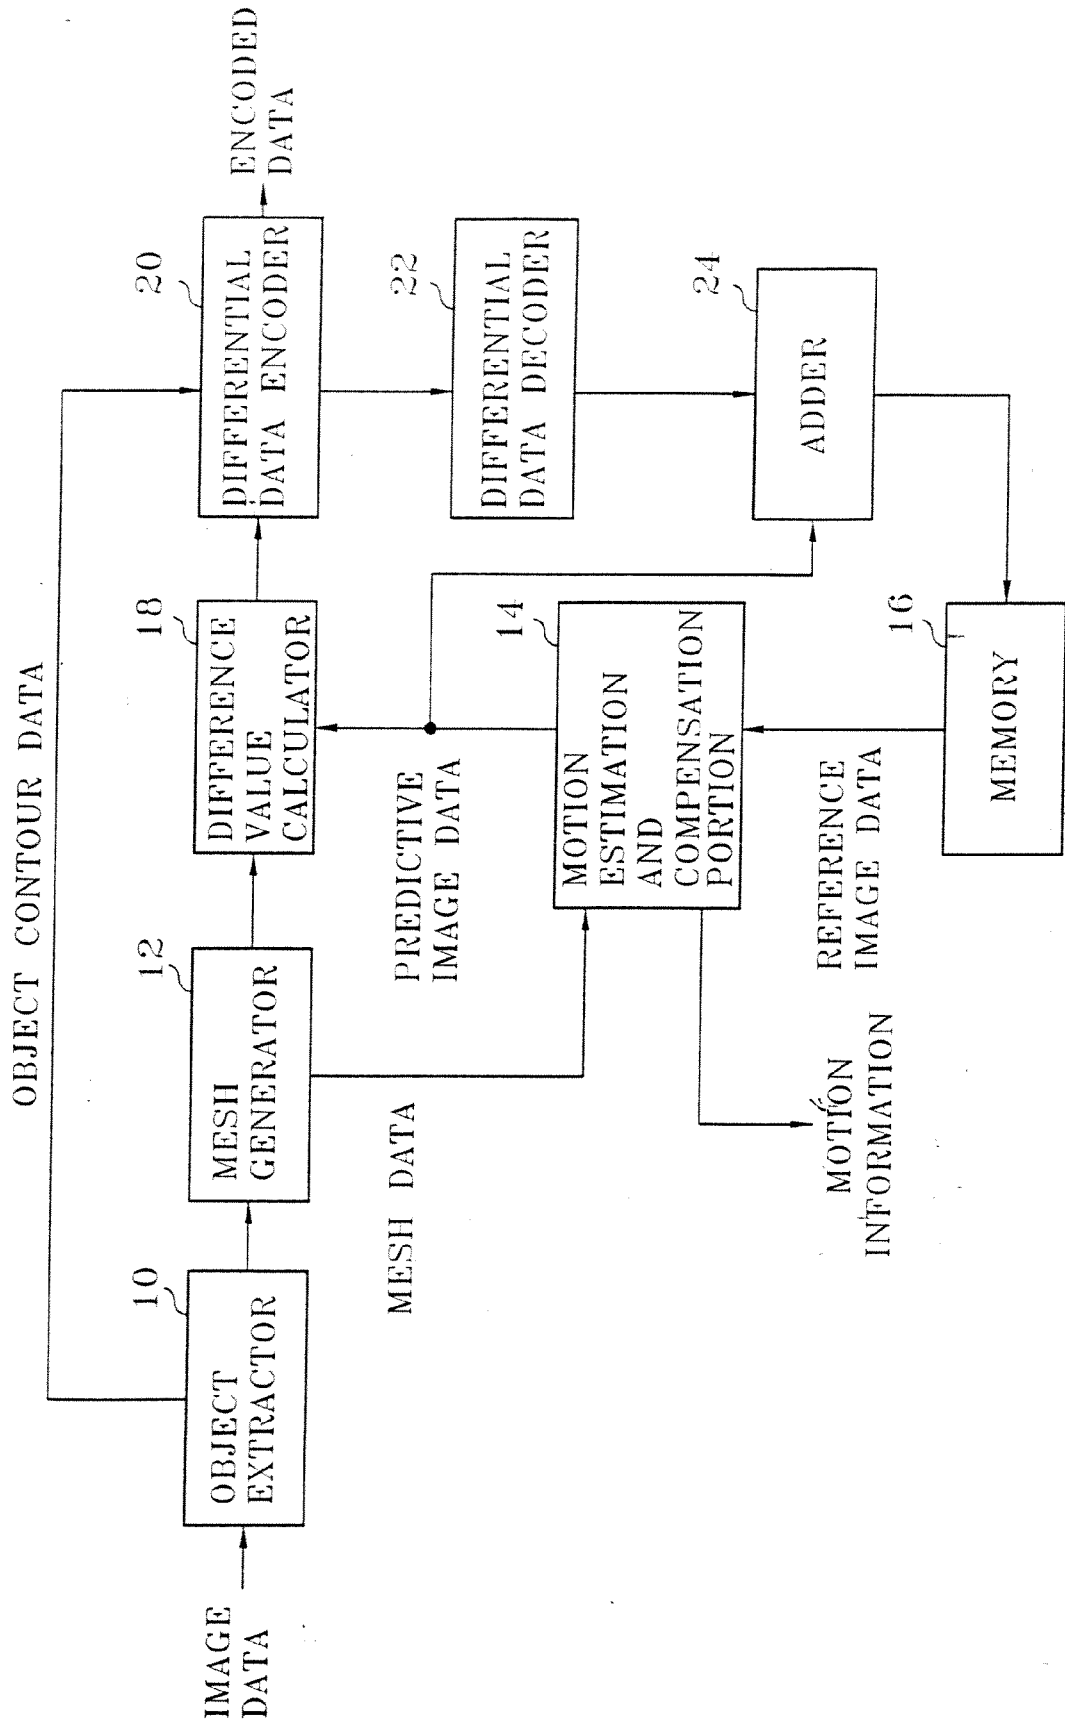 OBJECT CONTOUR DATA
IMAGE
DATA
10
OBJECT
EXTRACTOR
12
MESH
GENERATOR
18
DIFFERENCE
VALUE
CALCULATOR
20
DIFFERENTIAL
DATA ENCODER
ENCODED
DATA
MESH DATA
PREDICTIVE
IMAGE DATA
22
DIFFERENTIAL
DATA DECODER
14
MOTION
ESTIMATION
AND
COMPENSATION
PORTION
24
ADDER
MOTION
INFORMATION
REFERENCE
IMAGE DATA
16
MEMORY